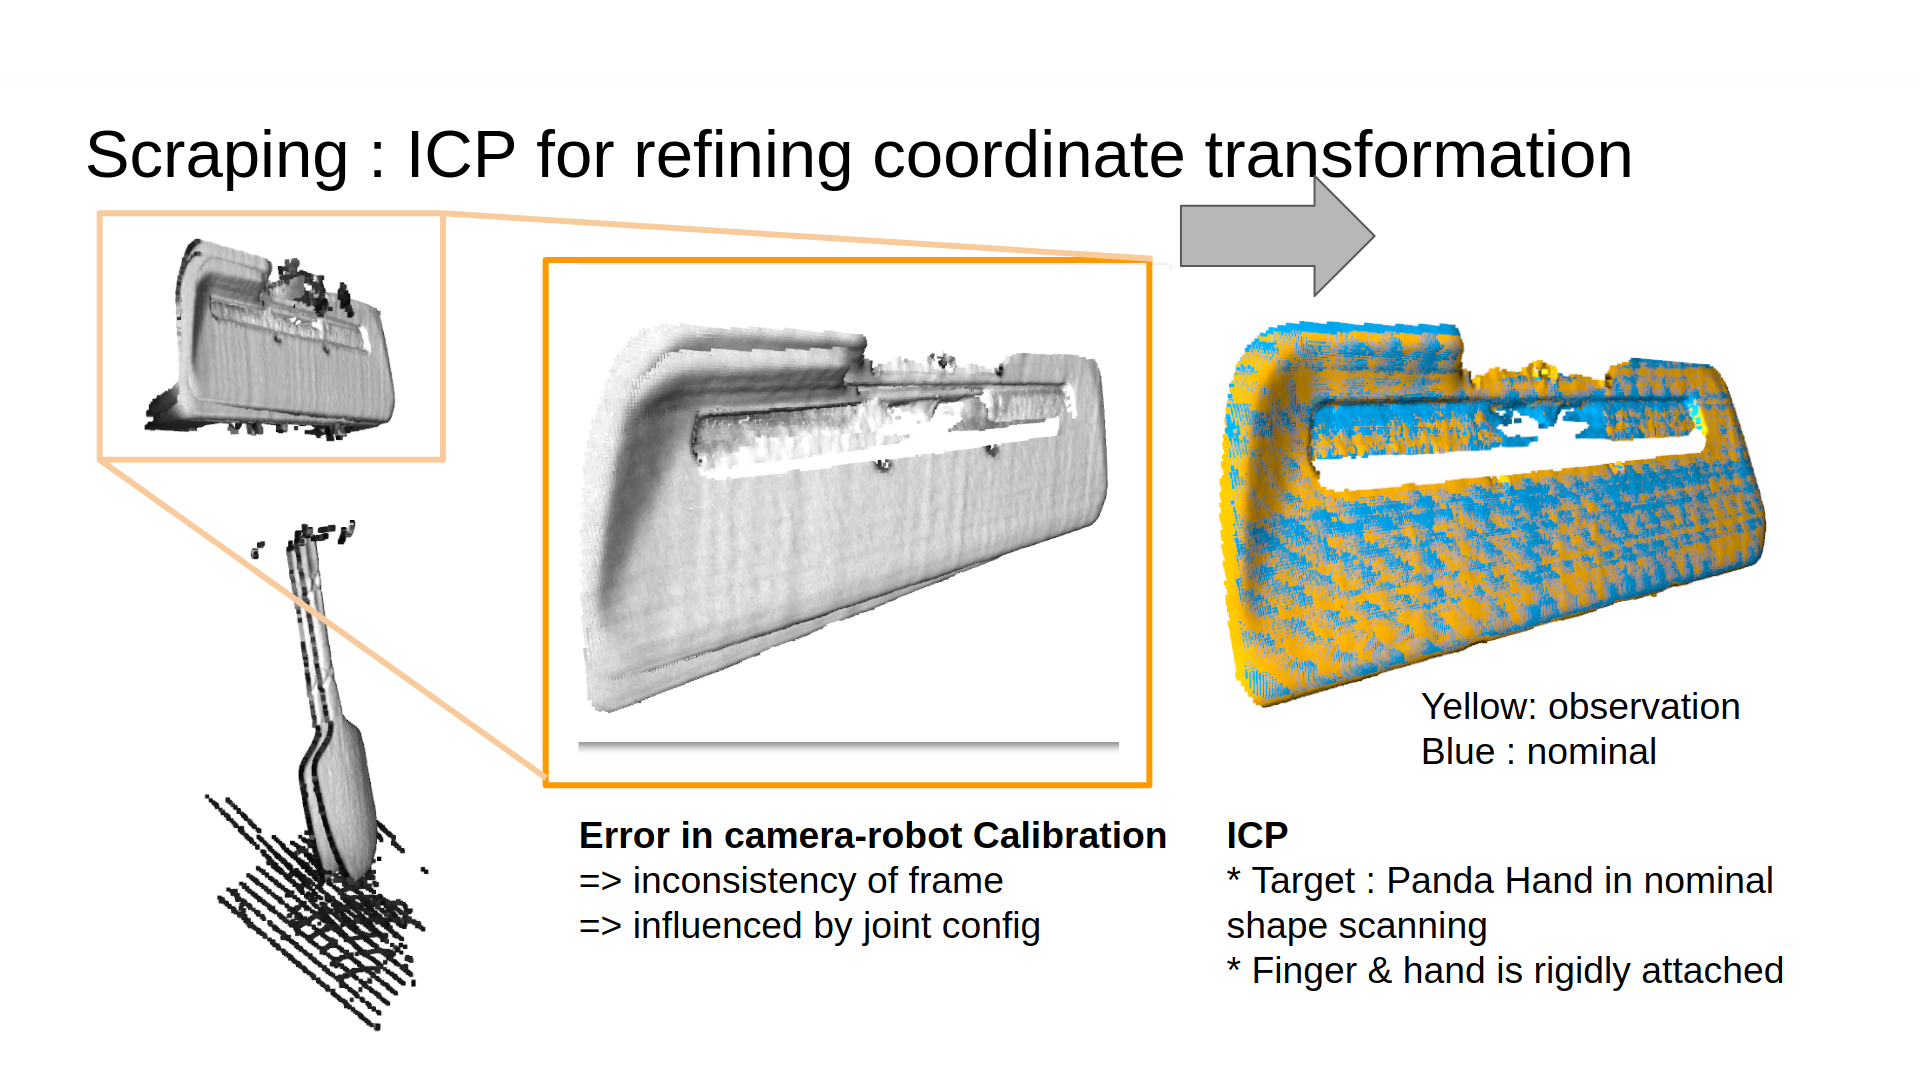 Scraping : ICP for refining coordinate transformation
Yellow: observation
Blue : nominal
Error in camera-robot Calibration
=> inconsistency of frame
=> influenced by joint config
ICP
* Target : Panda Hand in nominal
shape scanning
* Finger & hand is rigidly attached